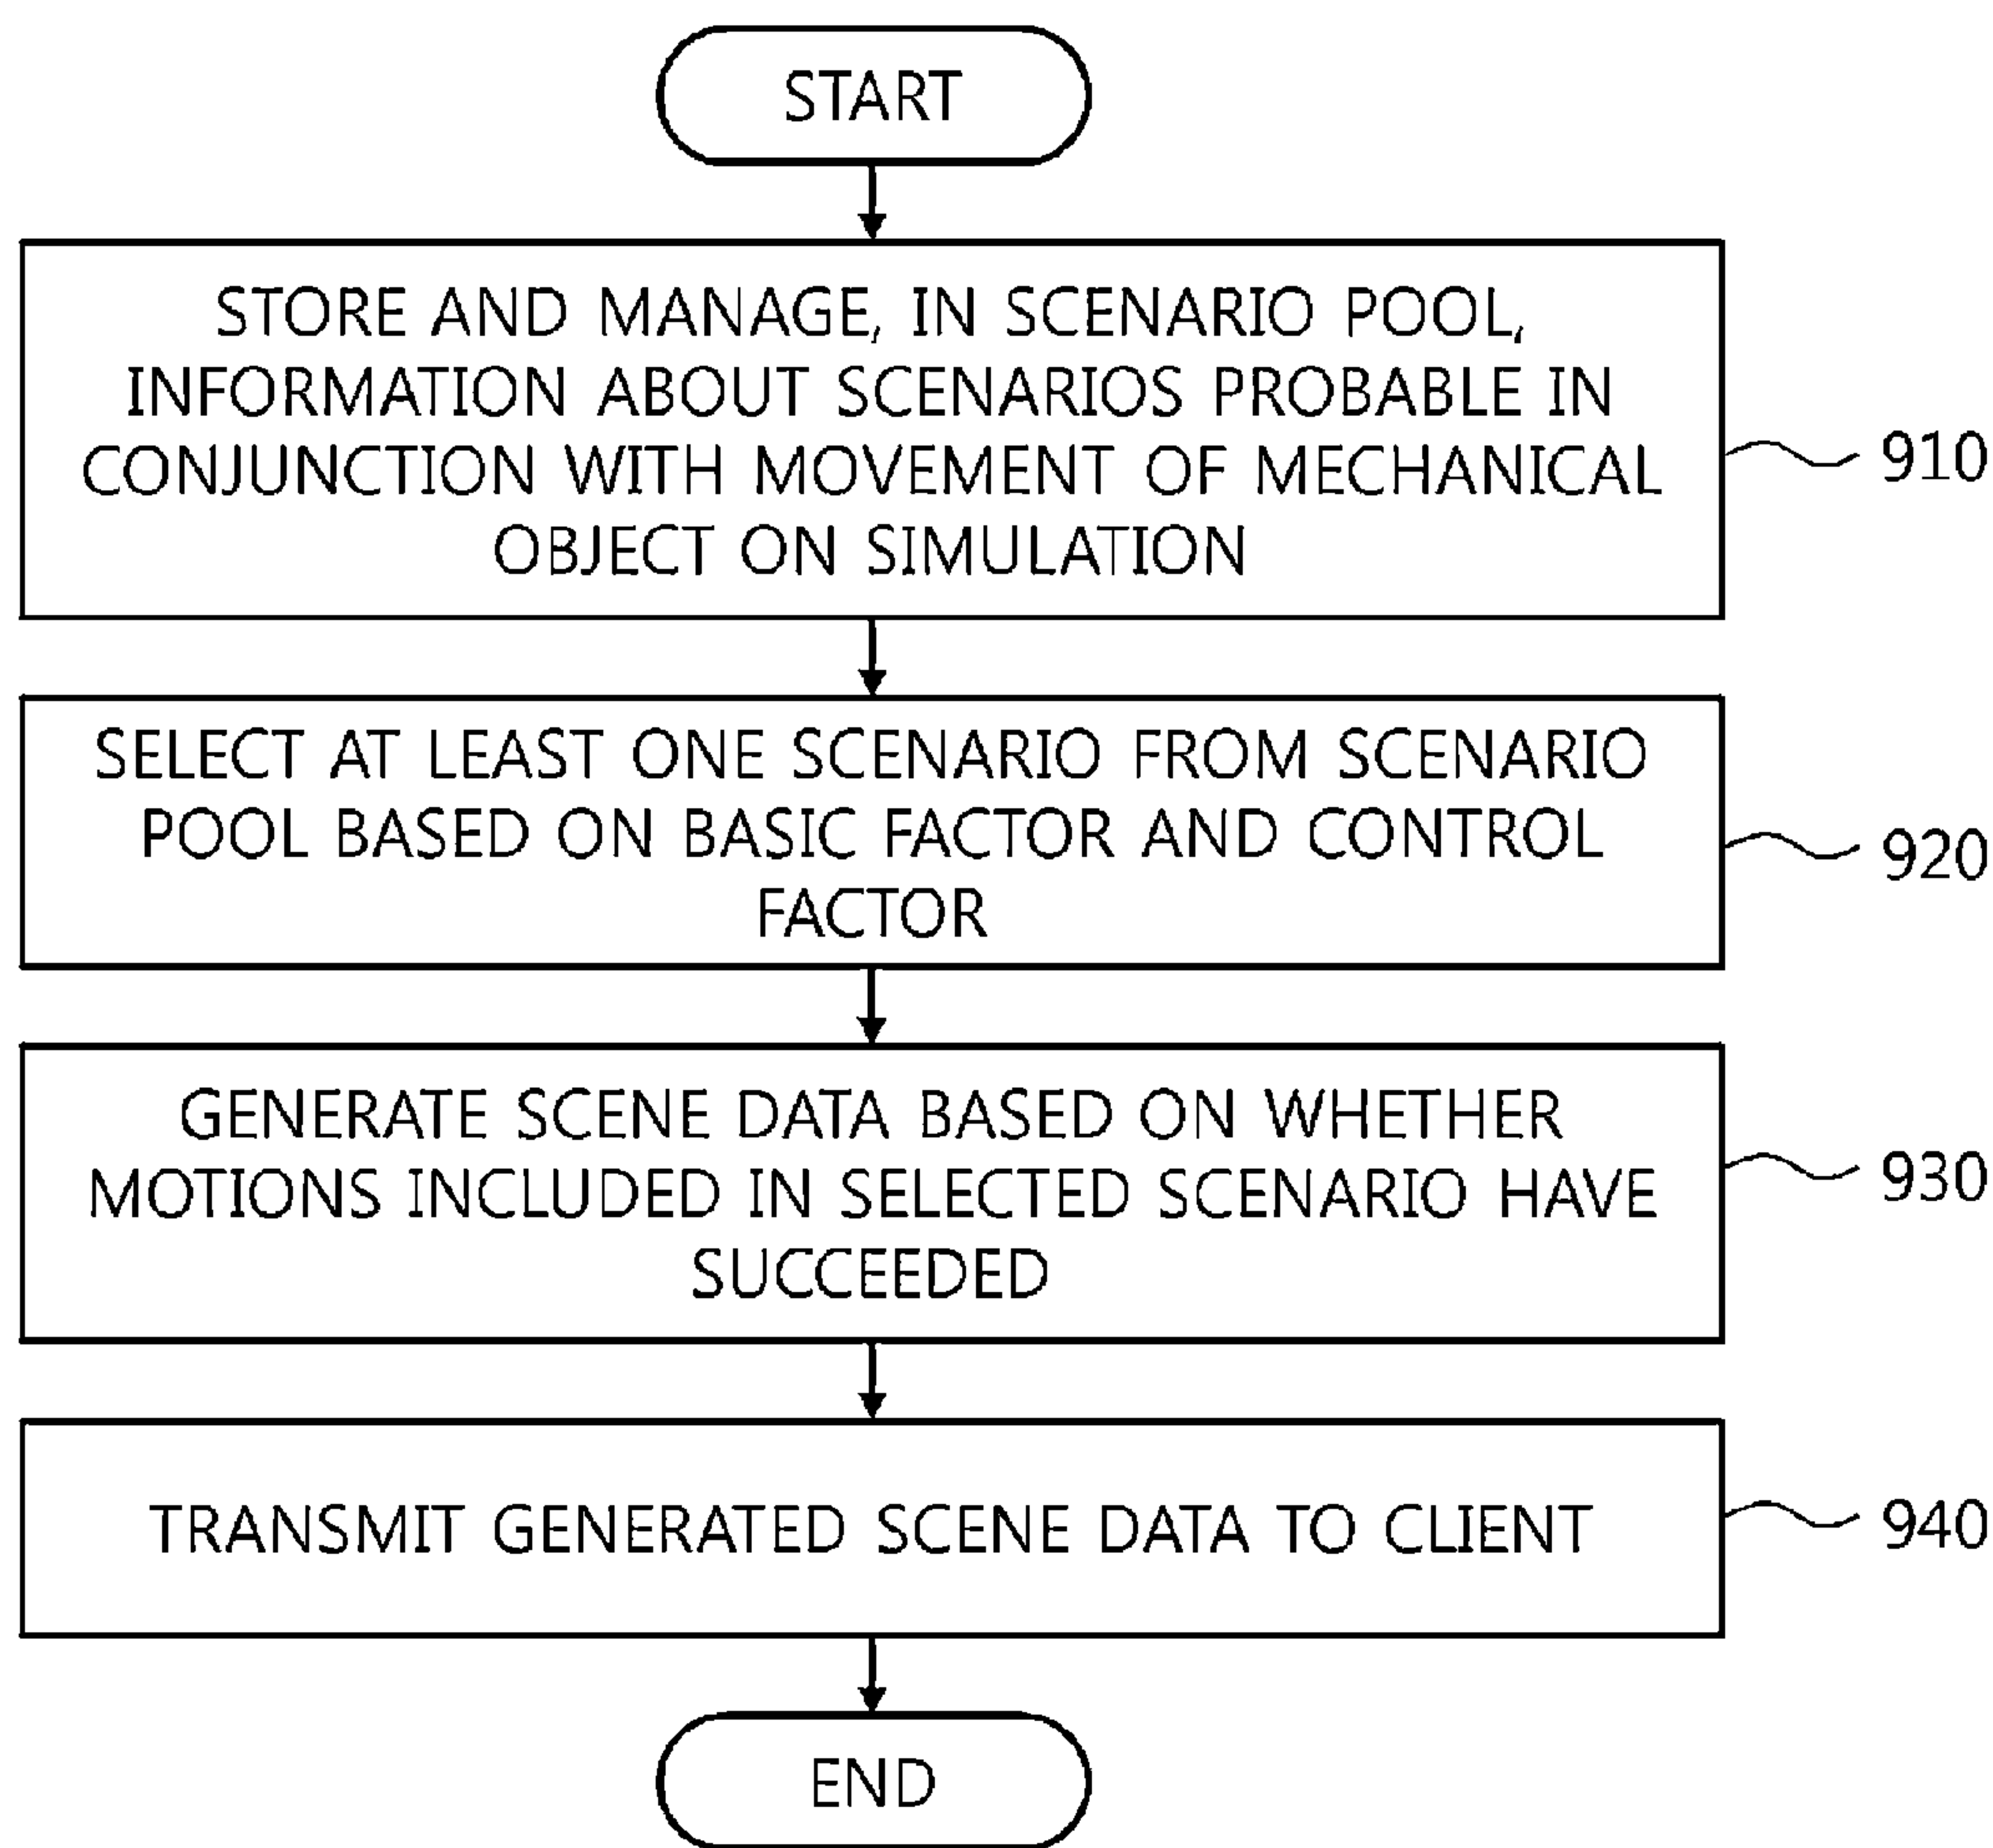 START
STORE AND MANAGE, IN SCENARIO POOL,
INFORMATION ABOUT SCENARIOS PROBABLE IN
CONJUNCTION WITH MOVEMENT OF MECHANICAL
OBJECT ON SIMULATION
910
SELECT AT LEAST ONE SCENARIO FROM SCENARIO
POOL BASED ON BASIC FACTOR AND CONTROL
FACTOR
920
GENERATE SCENE DATA BASED ON WHETHER
MOTIONS INCLUDED IN SELECTED SCENARIO HAVE
SUCCEEDED
930
TRANSMIT GENERATED SCENE DATA TO CLIENT
940
END